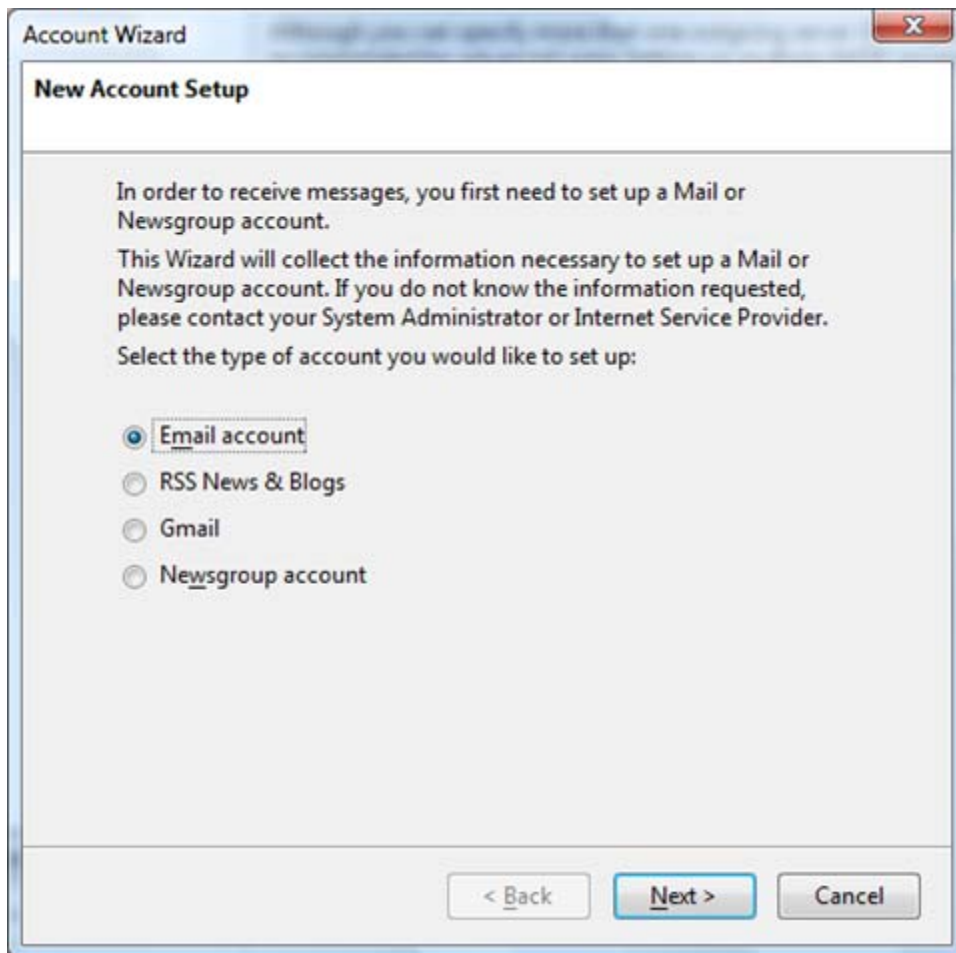 Account Wizard
New Account Setup
In order to receive messages, you first need to set up a Mail or
Newsgroup account.
This Wizard will collect the information necessary to set up a Mail or
Newsgroup account. If you do not know the information requested,
please contact your System Administrator or Internet Service Provider.
Select the type of account you would like to set up:
Email account
RSS News & Blogs
Gmail
Newsgroup account
< Back Next > Cancel